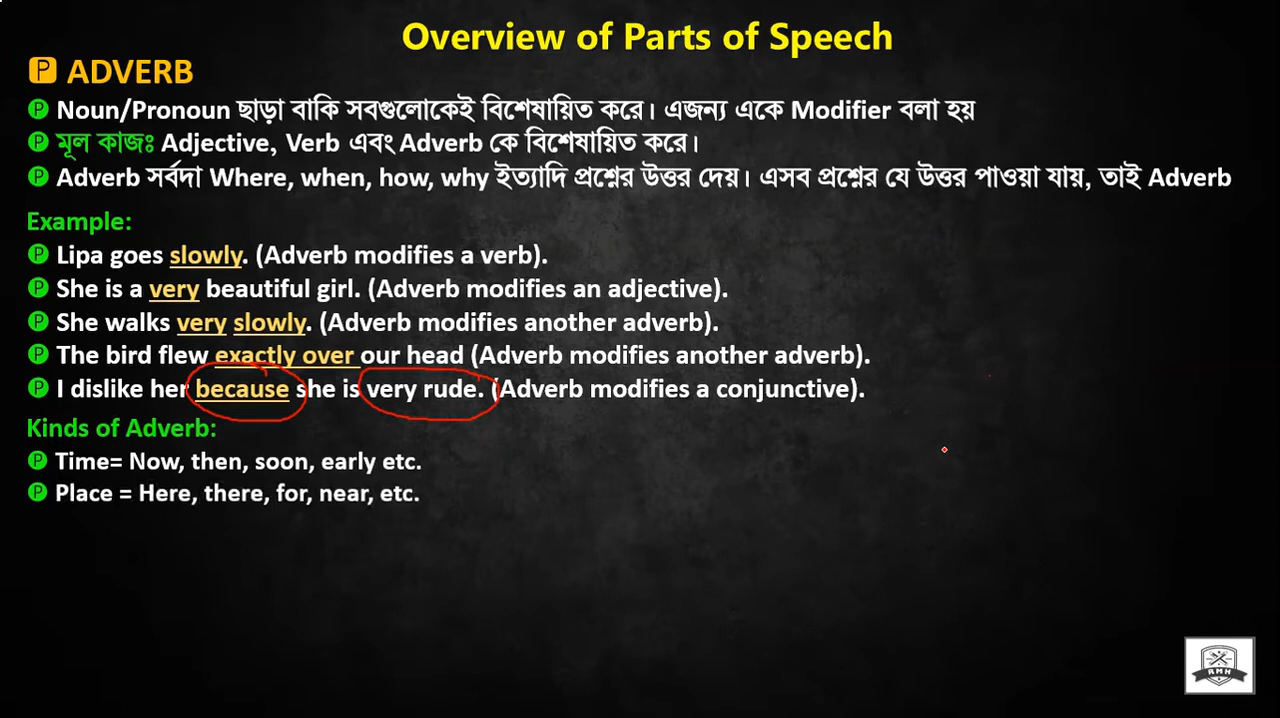 Overview of Parts of Speech
P ADVERB
P Noun/Pronoun ছাড়া বাকি সবগুলোকেই বিশেষায়িত করে। এজন্য একে Modifier বলা হয়
P মূল কাজঃ Adjective, Verb এবং Adverb কে বিশেষায়িত করে।
P Adverb সর্বদা Where, when, how, why ইত্যাদি প্রশ্নের উত্তর দেয়। এসব প্রশ্নের যে উত্তর পাওয়া যায়, তাই Adverb
Example:
P Lipa goes slowly. (Adverb modifies a verb).
P She is a very beautiful girl. (Adverb modifies an adjective).
P She walks very slowly. (Adverb modifies another adverb).
P The bird flew exactly over our head (Adverb modifies another adverb).
P I dislike her because she is very rude. (Adverb modifies a conjunctive).
Kinds of Adverb:
P Time= Now, then, soon, early etc.
P Place = Here, there, for, near, etc.
RMH